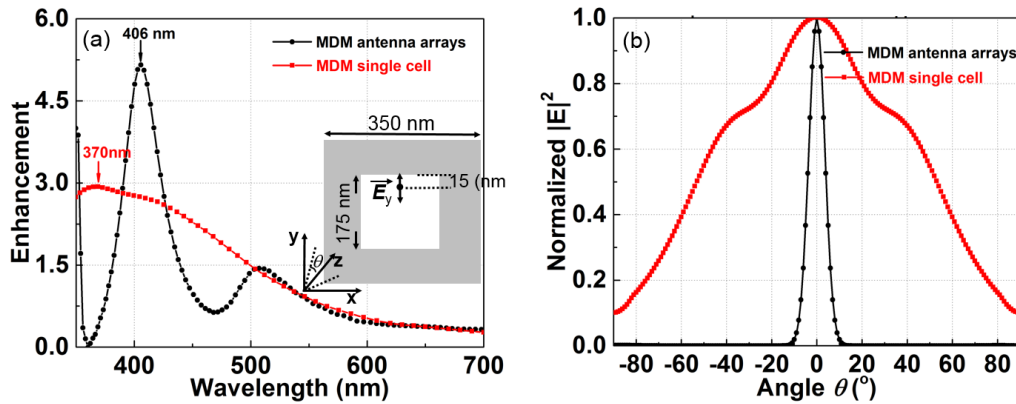 (a)
406 nm
MDM antenna arrays
MDM single cell
370nm
350 nm
175 nm
15 (nm
E⃗y
y
θ
z
x
Enhancement
6.0
4.5
3.0
1.5
0.0
400 500 600 700
Wavelength (nm)
(b)
MDM antenna arrays
MDM single cell
Normalized |E|²
1.0
0.8
0.6
0.4
0.2
0.0
-80 -60 -40 -20 0 20 40 60 80
Angle θ (°)